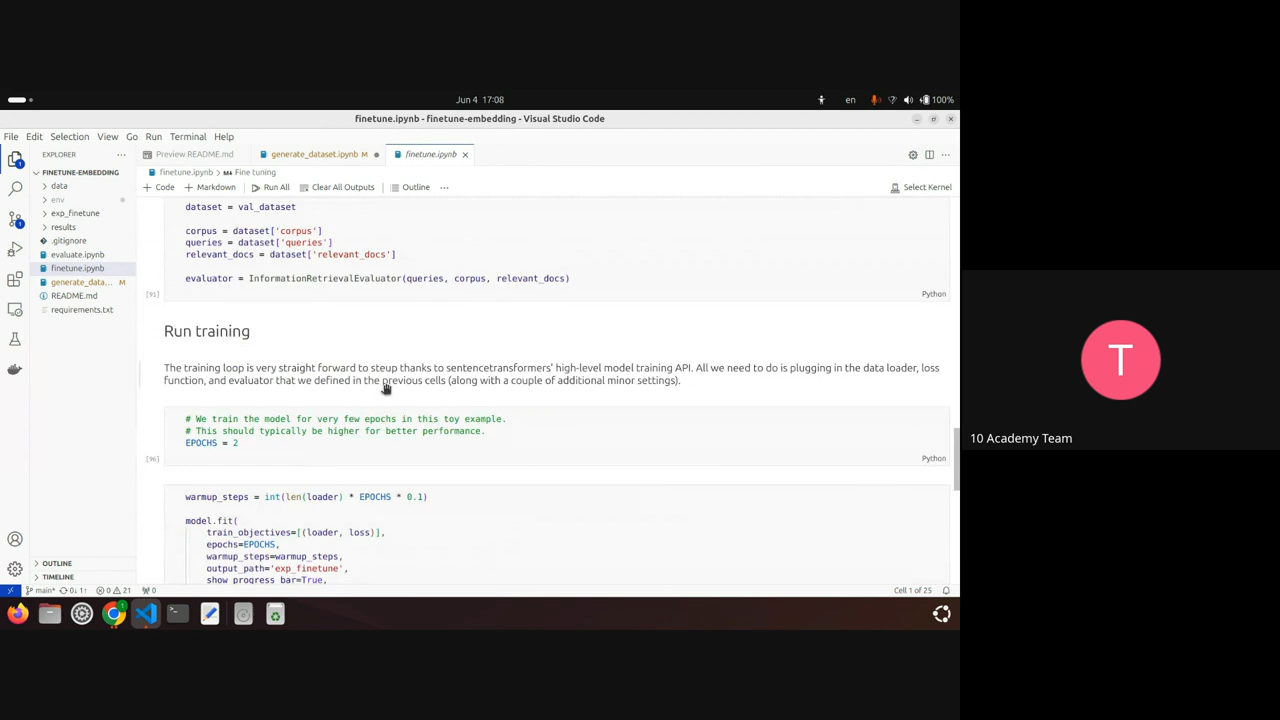 Jun 4 17:08
en
100%
finetune.ipynb - finetune-embedding - Visual Studio Code
File Edit Selection View Go Run Terminal Help
EXPLORER
Preview README.md
generate_dataset.ipynb M
finetune.ipynb
FINETUNE-EMBEDDING
finetune.ipynb > Fine tuning
data
+ Code + Markdown Run All Clear All Outputs Outline ... Select Kernel
env
exp_finetune
results
.gitignore
evaluate.ipynb
finetune.ipynb
generate_data... M
README.md
requirements.txt
dataset = val_dataset
corpus = dataset['corpus']
queries = dataset['queries']
relevant_docs = dataset['relevant_docs']
evaluator = InformationRetrievalEvaluator(queries, corpus, relevant_docs)
[91] Python
Run training
The training loop is very straight forward to steup thanks to sentencetransformers' high-level model training API. All we need to do is plugging in the data loader, loss
function, and evaluator that we defined in the previous cells (along with a couple of additional minor settings).
# We train the model for very few epochs in this toy example.
# This should typically be higher for better performance.
EPOCHS = 2
[96] Python
warmup_steps = int(len(loader) * EPOCHS * 0.1)
model.fit(
train_objectives=[(loader, loss)],
epochs=EPOCHS,
warmup_steps=warmup_steps,
output_path='exp_finetune',
show_progress_bar=True,
OUTLINE
TIMELINE
main* 0↓ 1↑ 0 21 0
Cell 1 of 25
T
10 Academy Team